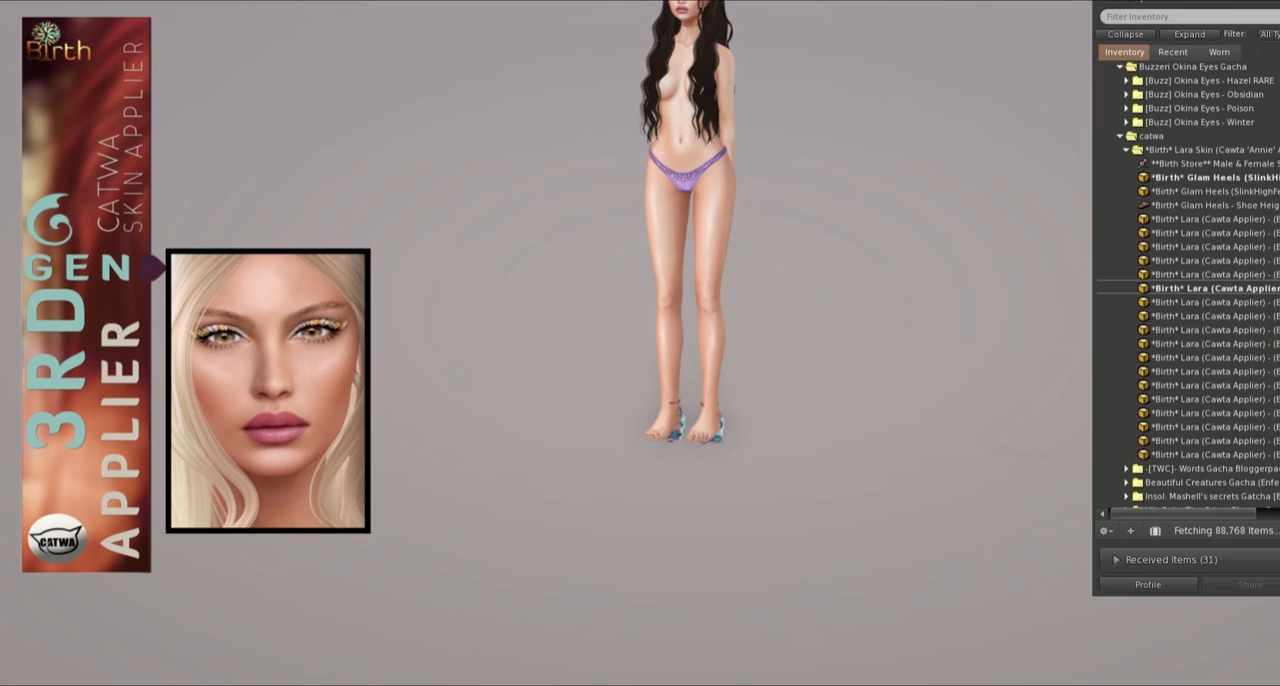 Birth
CATWA
SKIN APPLIER
3RD
GEN
APPLIER
CATWA
Filter Inventory
Collapse
Expand
Filter:
All Ty
Inventory
Recent
Worn
Buzzeri Okina Eyes Gacha
[Buzz] Okina Eyes - Hazel RARE
[Buzz] Okina Eyes - Obsidian
[Buzz] Okina Eyes - Poison
[Buzz] Okina Eyes - Winter
catwa
*Birth* Lara Skin (Cawta 'Annie' A
**Birth Store** Male & Female S
*Birth* Glam Heels (SlinkHi
*Birth* Glam Heels (SlinkHighFe
*Birth* Glam Heels - Shoe Heig
*Birth* Lara (Cawta Applier) - (E
*Birth* Lara (Cawta Applier) - (E
*Birth* Lara (Cawta Applier) - (E
*Birth* Lara (Cawta Applier) - (E
*Birth* Lara (Cawta Applier) - (E
*Birth* Lara (Cawta Applier
*Birth* Lara (Cawta Applier) - (E
*Birth* Lara (Cawta Applier) - (E
*Birth* Lara (Cawta Applier) - (E
*Birth* Lara (Cawta Applier) - (E
*Birth* Lara (Cawta Applier) - (E
*Birth* Lara (Cawta Applier) - (E
*Birth* Lara (Cawta Applier) - (E
*Birth* Lara (Cawta Applier) - (E
*Birth* Lara (Cawta Applier) - (E
*Birth* Lara (Cawta Applier) - (E
*Birth* Lara (Cawta Applier) - (E
*Birth* Lara (Cawta Applier) - (E
-[TWC]- Words Gacha Bloggerpa
Beautiful Creatures Gacha (Enfe
Insol: Mashell's secrets Gatcha [E
Fetching 88,768 Items...
Received items (31)
Profile
Share